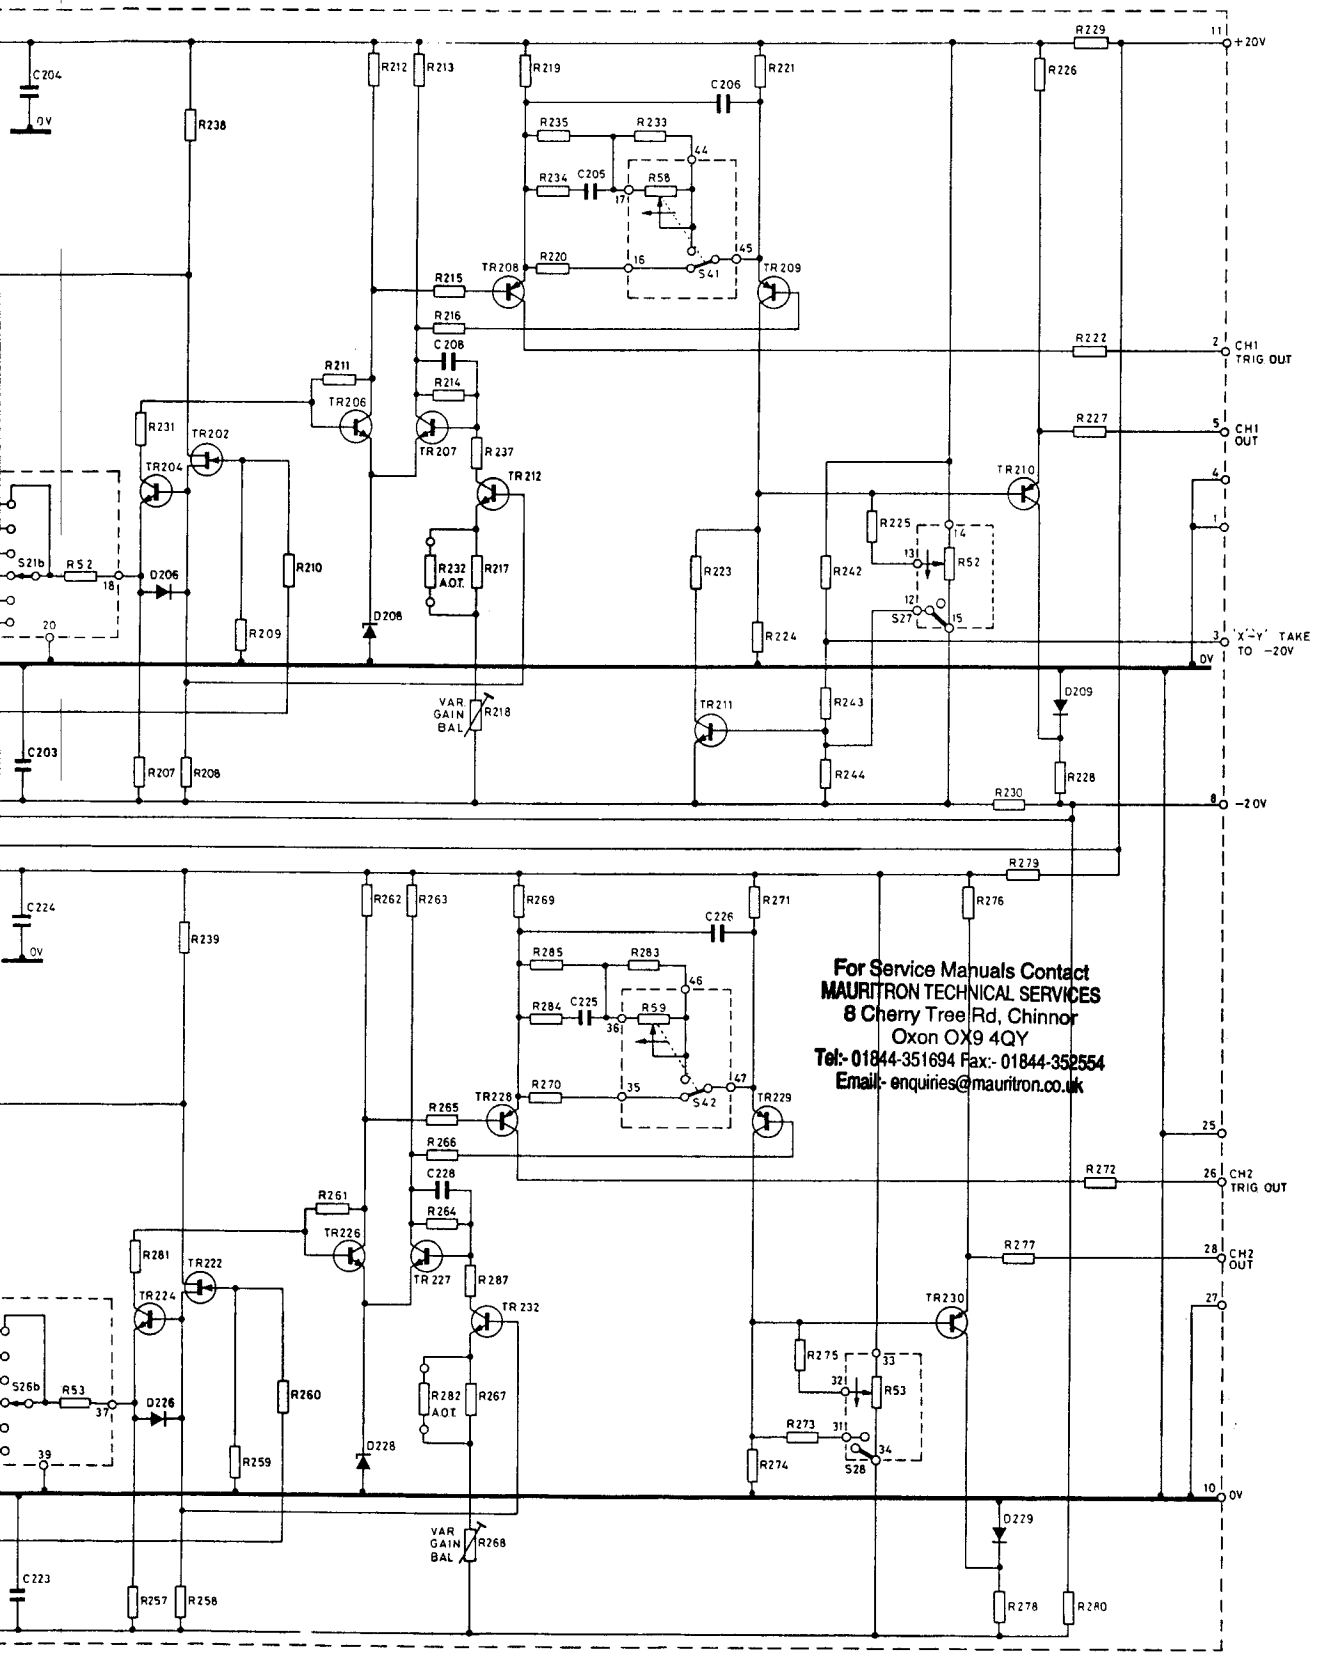 R229
11
+20V
C204
R212
R213
R219
R221
R226
C206
0V
R238
R235
R233
44
R234
C205
R58
17
R220
16
45
S41
TR208
TR209
R215
R216
R222
2
CH1
TRIG OUT
C208
R211
R214
TR206
R231
TR202
TR207
R237
R227
5
CH1
OUT
TR204
TR212
TR210
4
R225
14
1
S21b
R52
18
D206
R210
R232
A.O.T.
R217
R223
R242
13
R52
12
S27
15
20
R209
D208
R224
3
'X-Y' TAKE
TO -20V
0V
VAR.
GAIN
BAL
R218
TR211
R243
D209
C203
R207
R208
R244
R228
R230
8
-20V
R279
C224
R262
R263
R269
R271
R276
C226
0V
R239
R285
R283
46
For Service Manuals Contact
MAURITRON TECHNICAL SERVICES
8 Cherry Tree Rd, Chinnor
Oxon OX9 4QY
Tel:- 01844-351694 Fax:- 01844-352554
Email:- enquiries@mauritron.co.uk
R284
C225
R59
36
R270
35
47
S42
TR228
TR229
R265
R266
25
R272
26
CH2
TRIG OUT
C228
R261
R264
TR226
R281
TR222
TR227
R287
R277
28
CH2
OUT
TR224
TR232
TR230
27
R275
33
S26b
R53
37
D226
R260
R282
A.O.T.
R267
32
R53
R273
31
34
S28
39
R259
D228
R274
10
0V
VAR
GAIN
BAL
R268
D229
C223
R257
R258
R278
R280